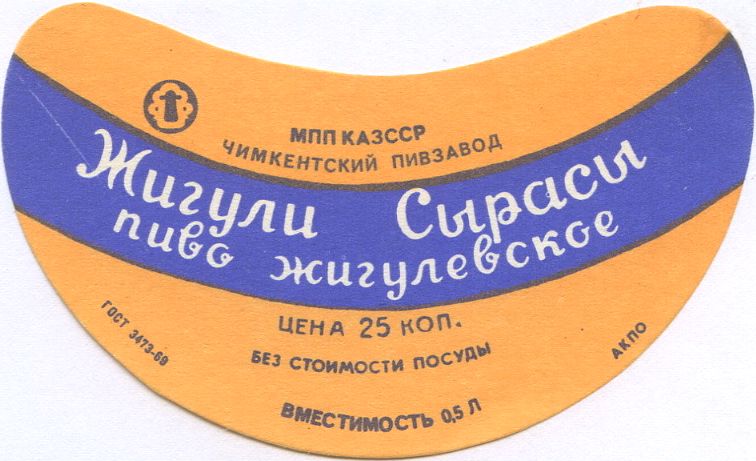 МПП КАЗССР
ЧИМКЕНТСКИЙ ПИВЗАВОД
Жигули Сырасы
пиво жигулевское
ЦЕНА 25 КОП.
БЕЗ СТОИМОСТИ ПОСУДЫ
ВМЕСТИМОСТЬ 0,5 Л
ГОСТ 3473-69
АКПО